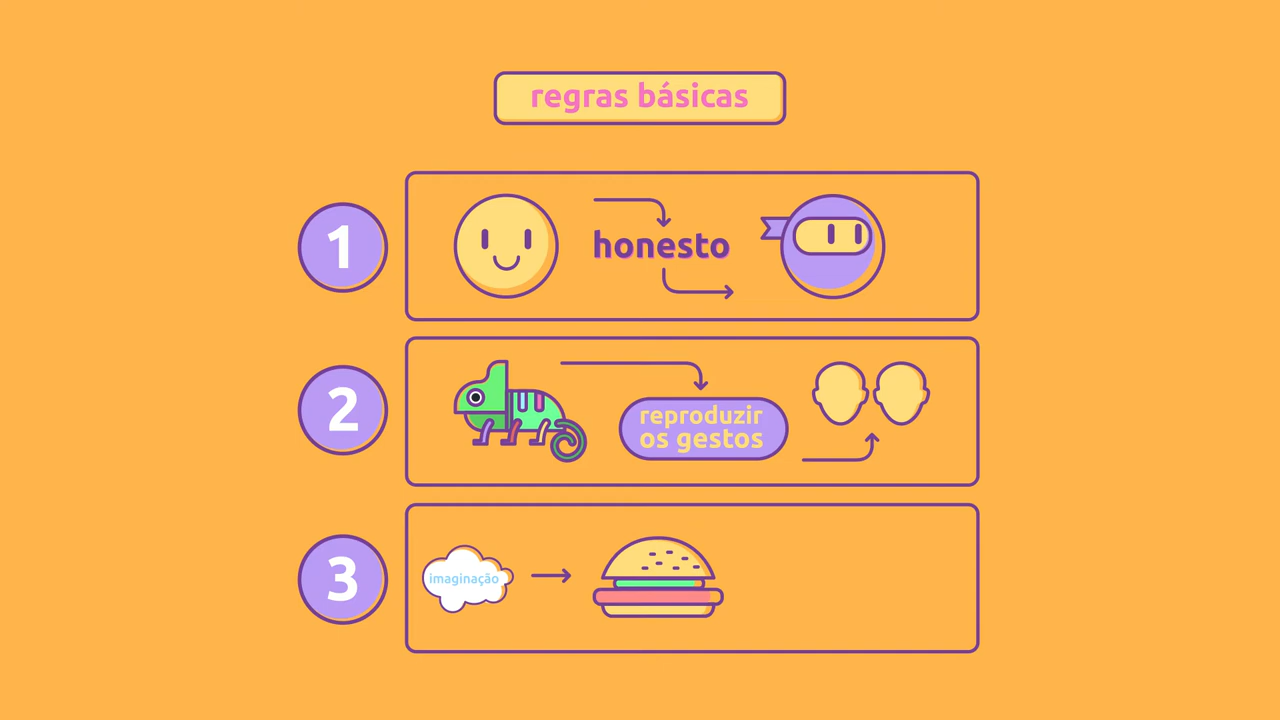 regras básicas
1
honesto
2
reproduzir
os gestos
3
imaginação